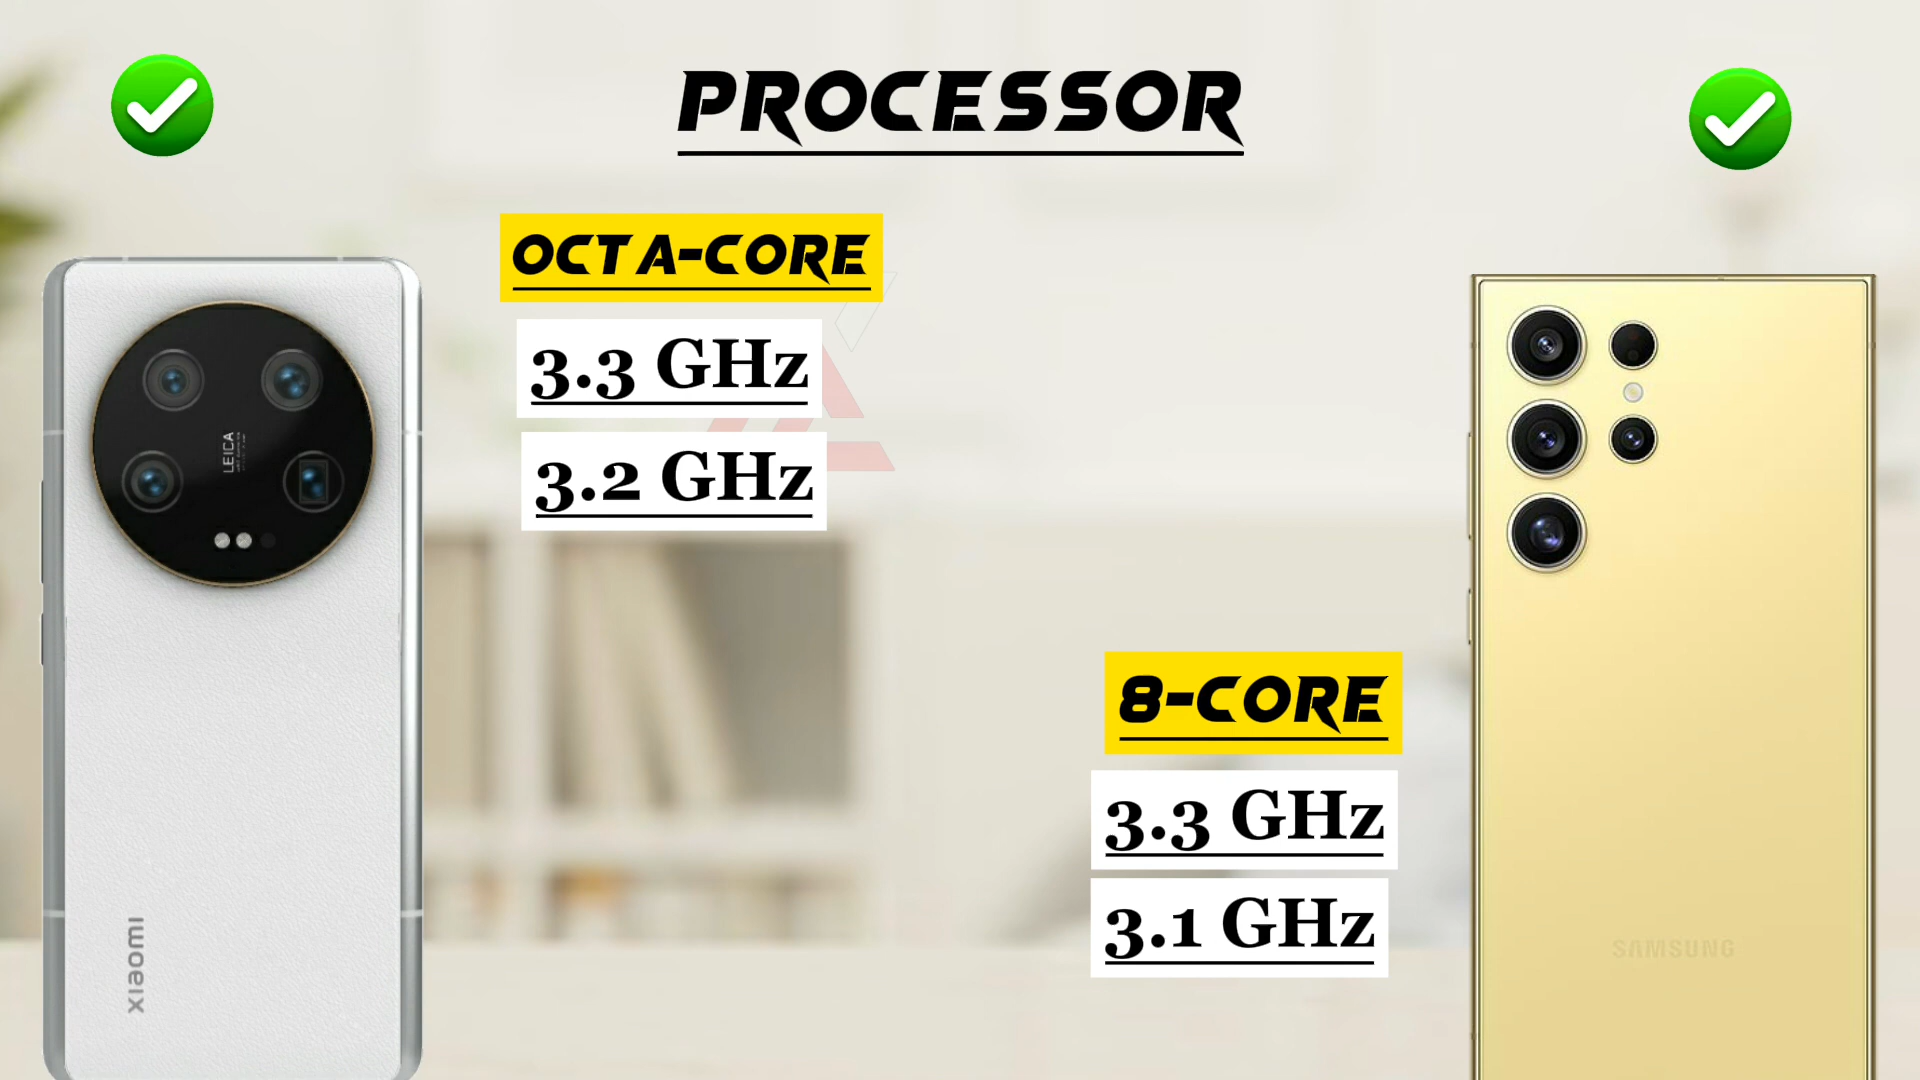 PROCESSOR
OCTA-CORE
3.3 GHz
3.2 GHz
LEICA
xiaomi
8-CORE
3.3 GHz
3.1 GHz
SAMSUNG